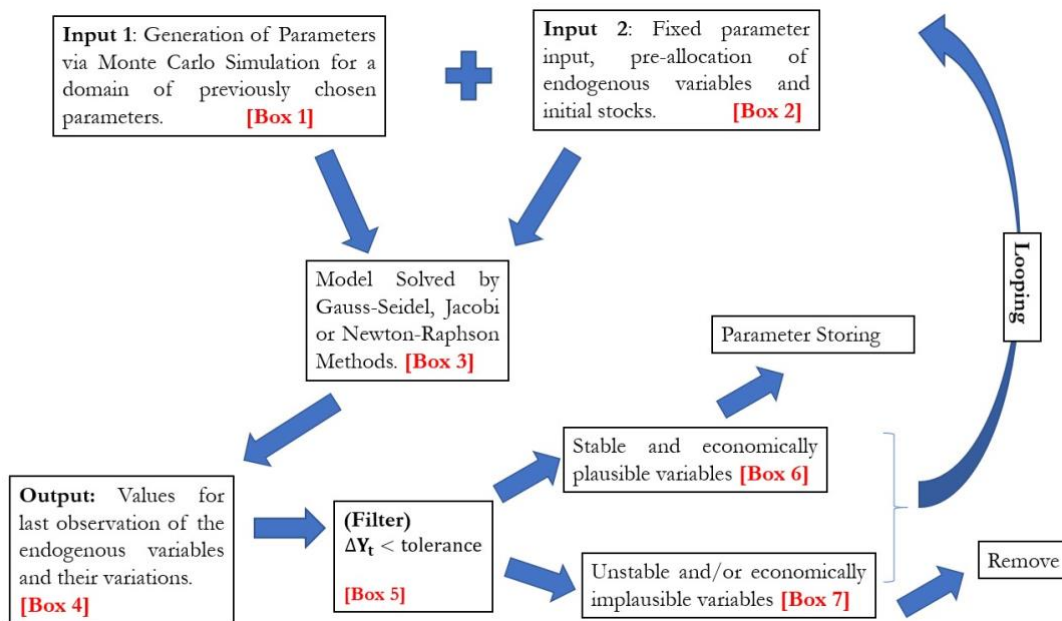 Input 1: Generation of Parameters
via Monte Carlo Simulation for a
domain of previously chosen
parameters. [Box 1]
Input 2: Fixed parameter
input, pre-allocation of
endogenous variables and
initial stocks. [Box 2]
Model Solved by
Gauss-Seidel, Jacobi
or Newton-Raphson
Methods. [Box 3]
Looping
Parameter Storing
Stable and economically
plausible variables [Box 6]
Output: Values for
last observation of the
endogenous variables
and their variations.
[Box 4]
(Filter)
ΔYₜ < tolerance
[Box 5]
Unstable and/or economically
implausible variables [Box 7]
Remove